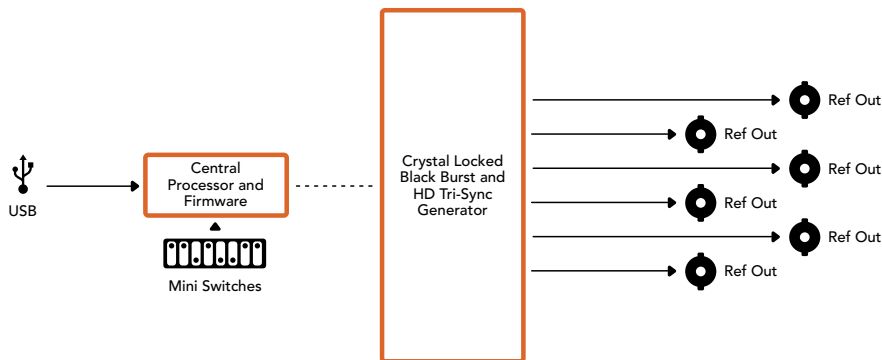 USB
Central
Processor and
Firmware
Mini Switches
Crystal Locked
Black Burst and
HD Tri-Sync
Generator
Ref Out
Ref Out
Ref Out
Ref Out
Ref Out
Ref Out